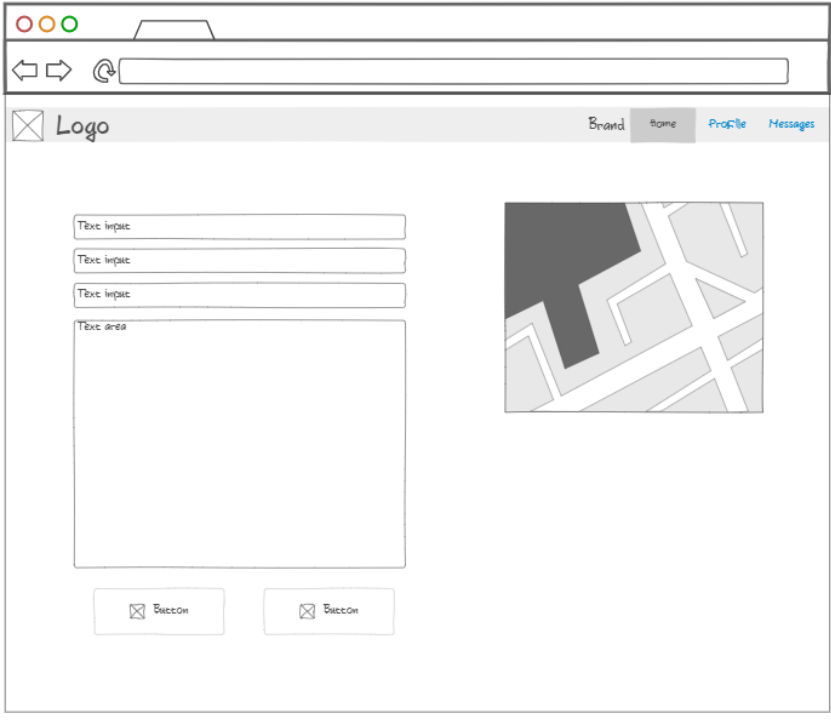 Logo
Brand Home Profile Messages
Text input
Text input
Text input
Text area
Button Button